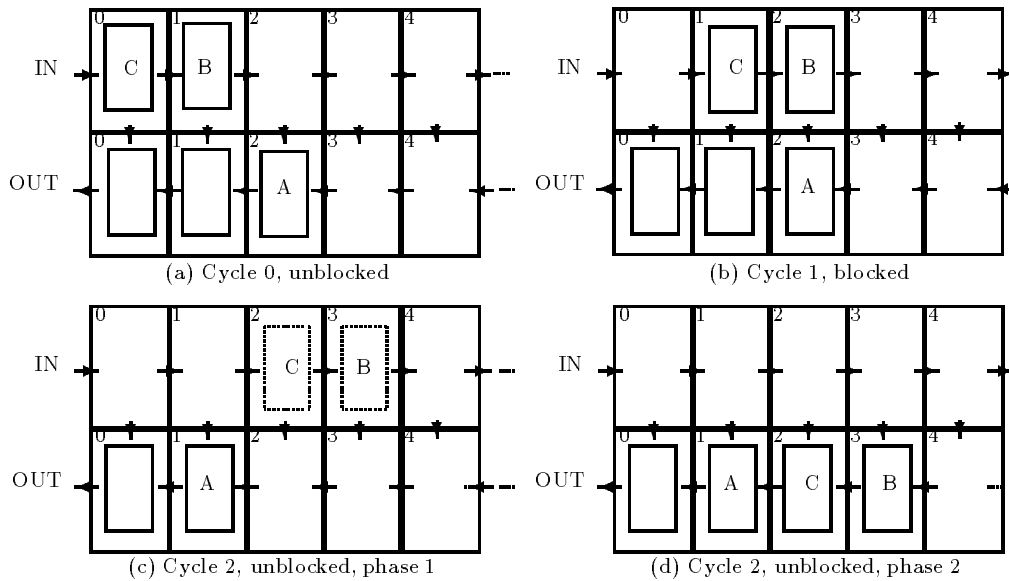 0 1 2 3 4
IN C B
0 1 2 3 4
OUT A
(a) Cycle 0, unblocked
0 1 2 3 4
IN C B
0 1 2 3 4
OUT A
(b) Cycle 1, blocked
0 1 2 3 4
IN C B
0 1 2 3 4
OUT A
(c) Cycle 2, unblocked, phase 1
0 1 2 3 4
IN
0 1 2 3 4
OUT A C B
(d) Cycle 2, unblocked, phase 2